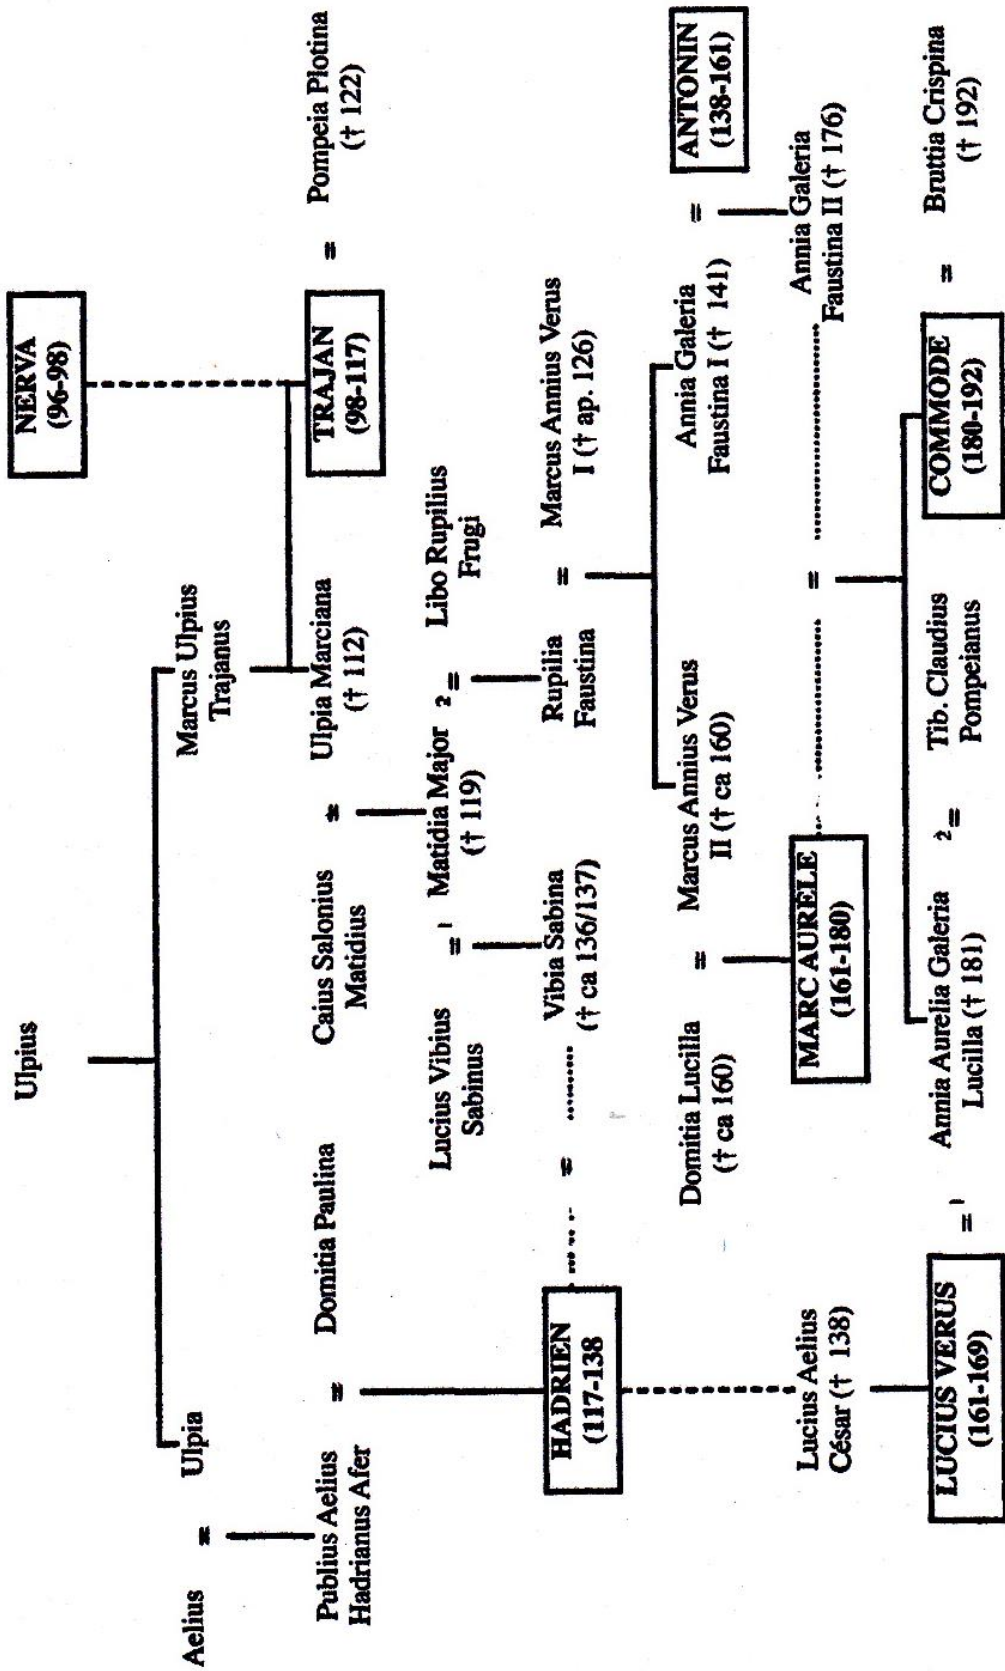 Ulpius
NERVA
(96-98)
Aelius = Ulpia
Marcus Ulpius
Trajanus
Publius Aelius
Hadrianus Afer
=
Domitia Paulina
Caius Salonius
Matidius
=
Ulpia Marciana
(† 112)
TRAJAN
(98-117)
=
Pompeia Plotina
(† 122)
Lucius Vibius
Sabinus
= 1
Matidia Major
(† 119)
2 =
Libo Rupilius
Frugi
HADRIEN
(117-138
=
Vibia Sabina
(† ca 136/137)
Rupilia
Faustina
=
Marcus Annius Verus
I († ap. 126)
Domitia Lucilla
(† ca 160)
=
Marcus Annius Verus
II († ca 160)
Annia Galeria
Faustina I († 141)
=
ANTONIN
(138-161)
Lucius Aelius
César († 138)
MARC AURÈLE
(161-180)
=
Annia Galeria
Faustina II († 176)
LUCIUS VERUS
(161-169)
= 1
Annia Aurelia Galeria
Lucilla († 181)
2 =
Tib. Claudius
Pompeianus
COMMODE
(180-192)
=
Bruttia Crispina
(† 192)